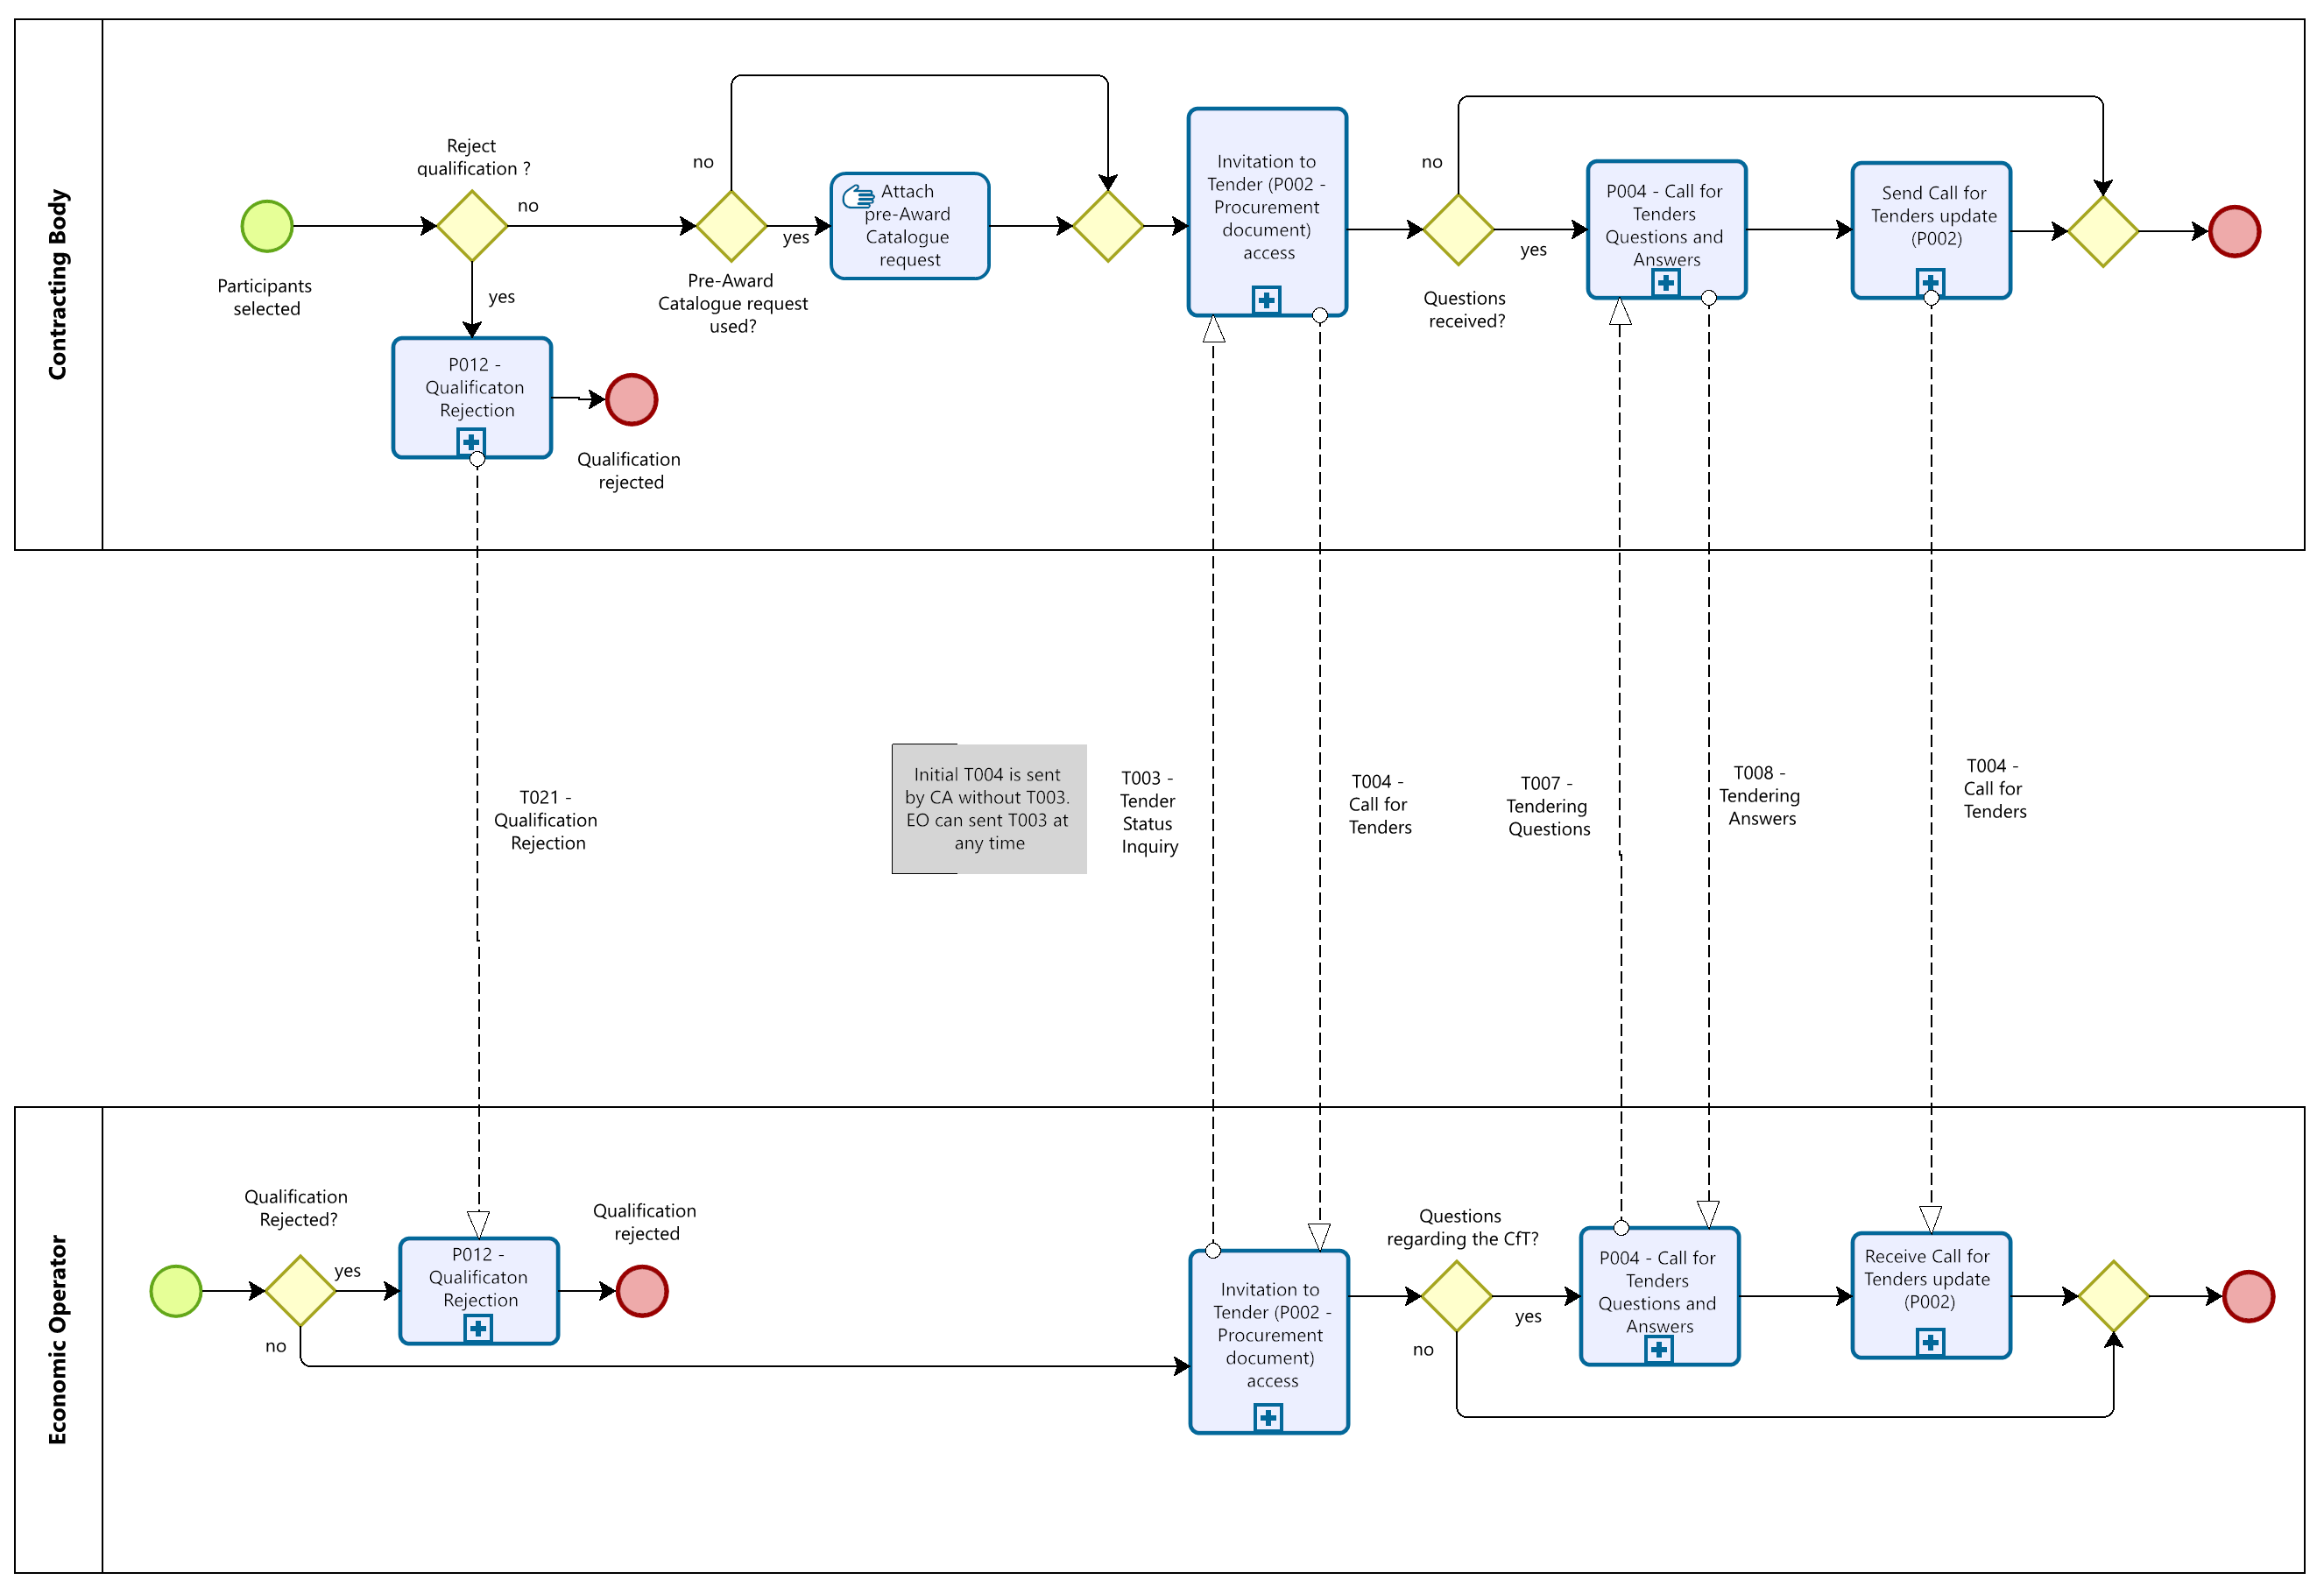 Contracting Body
Participants
selected
Reject
qualification ?
no
yes
P012 -
Qualificaton
Rejection
Qualification
rejected
no
yes
Pre-Award
Catalogue request
used?
Attach
pre-Award
Catalogue
request
Invitation to
Tender (P002 -
Procurement
document)
access
no
yes
Questions
received?
P004 - Call for
Tenders
Questions and
Answers
Send Call for
Tenders update
(P002)
T021 -
Qualification
Rejection
Initial T004 is sent
by CA without T003.
EO can sent T003 at
any time
T003 -
Tender
Status
Inquiry
T004 -
Call for
Tenders
T007 -
Tendering
Questions
T008 -
Tendering
Answers
T004 -
Call for
Tenders
Economic Operator
Qualification
Rejected?
yes
no
P012 -
Qualificaton
Rejection
Qualification
rejected
Invitation to
Tender (P002 -
Procurement
document)
access
Questions
regarding the CfT?
yes
no
P004 - Call for
Tenders
Questions and
Answers
Receive Call for
Tenders update
(P002)